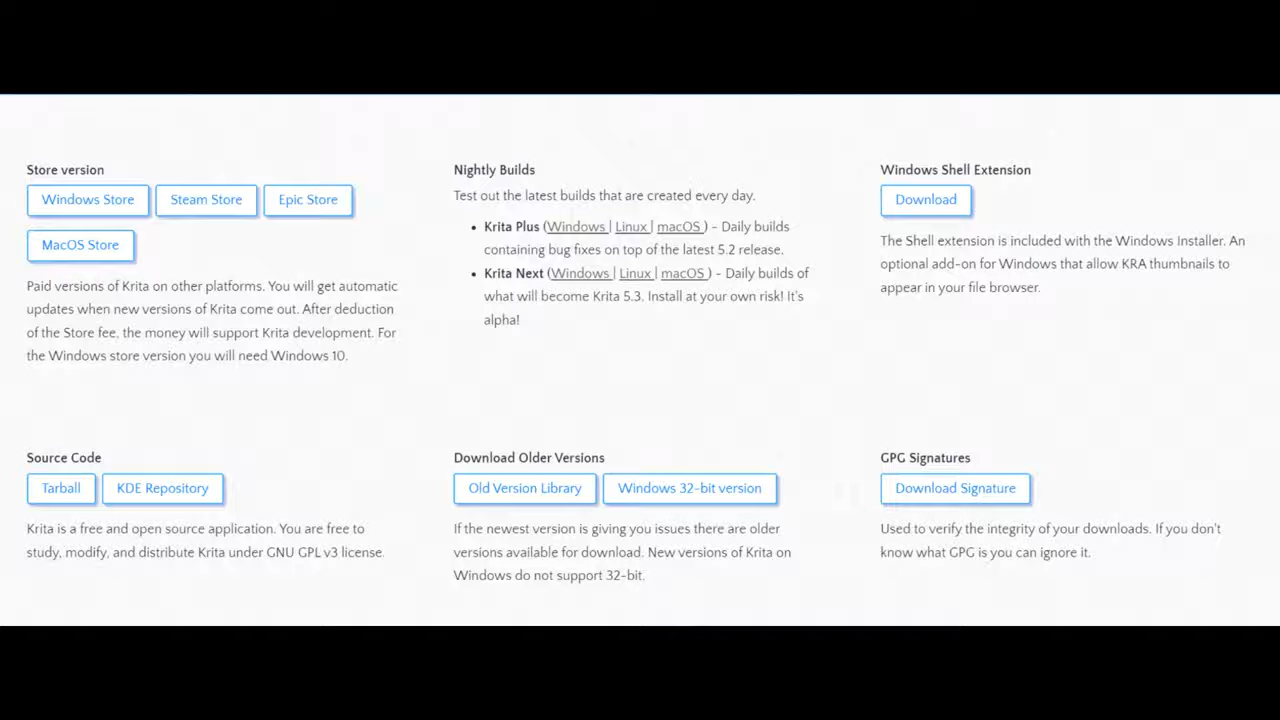 Store version
Windows Store
Steam Store
Epic Store
MacOS Store
Paid versions of Krita on other platforms. You will get automatic
updates when new versions of Krita come out. After deduction
of the Store fee, the money will support Krita development. For
the Windows store version you will need Windows 10.
Nightly Builds
Test out the latest builds that are created every day.
• Krita Plus (Windows | Linux | macOS ) - Daily builds
containing bug fixes on top of the latest 5.2 release.
• Krita Next (Windows | Linux | macOS ) - Daily builds of
what will become Krita 5.3. Install at your own risk! It's
alpha!
Windows Shell Extension
Download
The Shell extension is included with the Windows Installer. An
optional add-on for Windows that allow KRA thumbnails to
appear in your file browser.
Source Code
Tarball
KDE Repository
Krita is a free and open source application. You are free to
study, modify, and distribute Krita under GNU GPL v3 license.
Download Older Versions
Old Version Library
Windows 32-bit version
If the newest version is giving you issues there are older
versions available for download. New versions of Krita on
Windows do not support 32-bit.
GPG Signatures
Download Signature
Used to verify the integrity of your downloads. If you don't
know what GPG is you can ignore it.